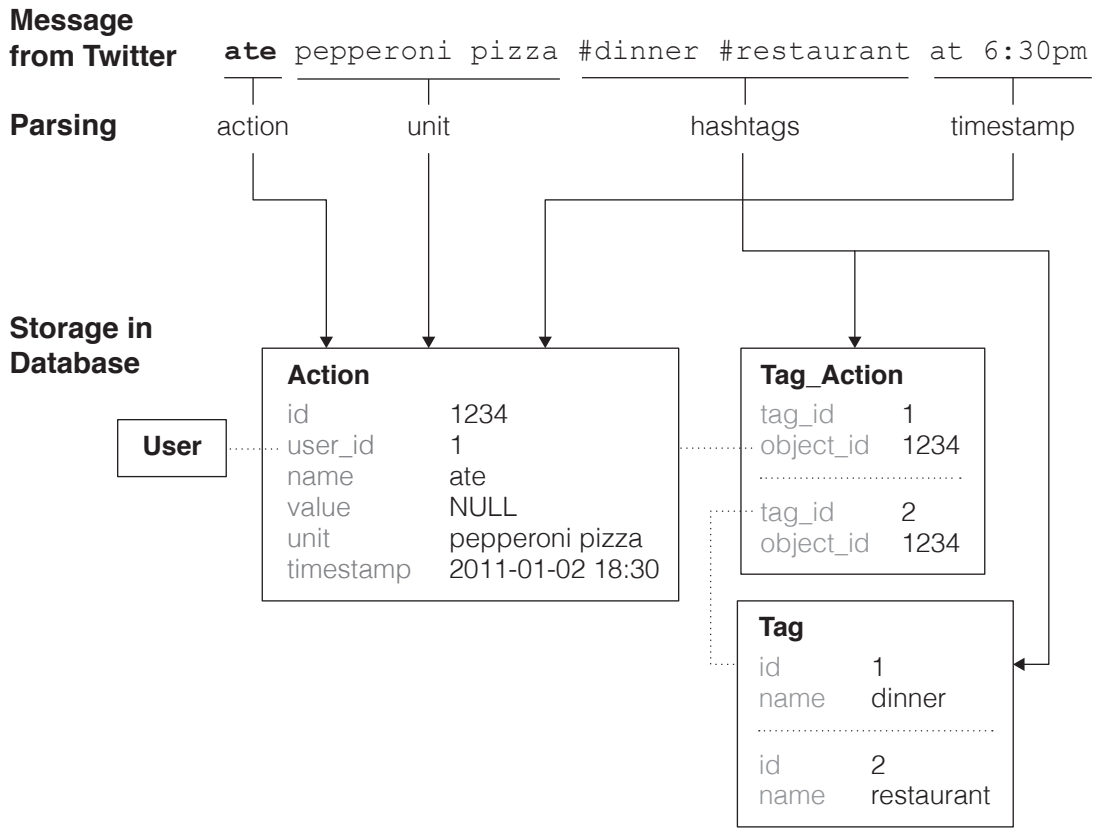 Message
from Twitter
ate pepperoni pizza #dinner #restaurant at 6:30pm
Parsing
action unit hashtags timestamp
Storage in
Database
User
Action
id 1234
user_id 1
name ate
value NULL
unit pepperoni pizza
timestamp 2011-01-02 18:30
Tag_Action
tag_id 1
object_id 1234
tag_id 2
object_id 1234
Tag
id 1
name dinner
id 2
name restaurant